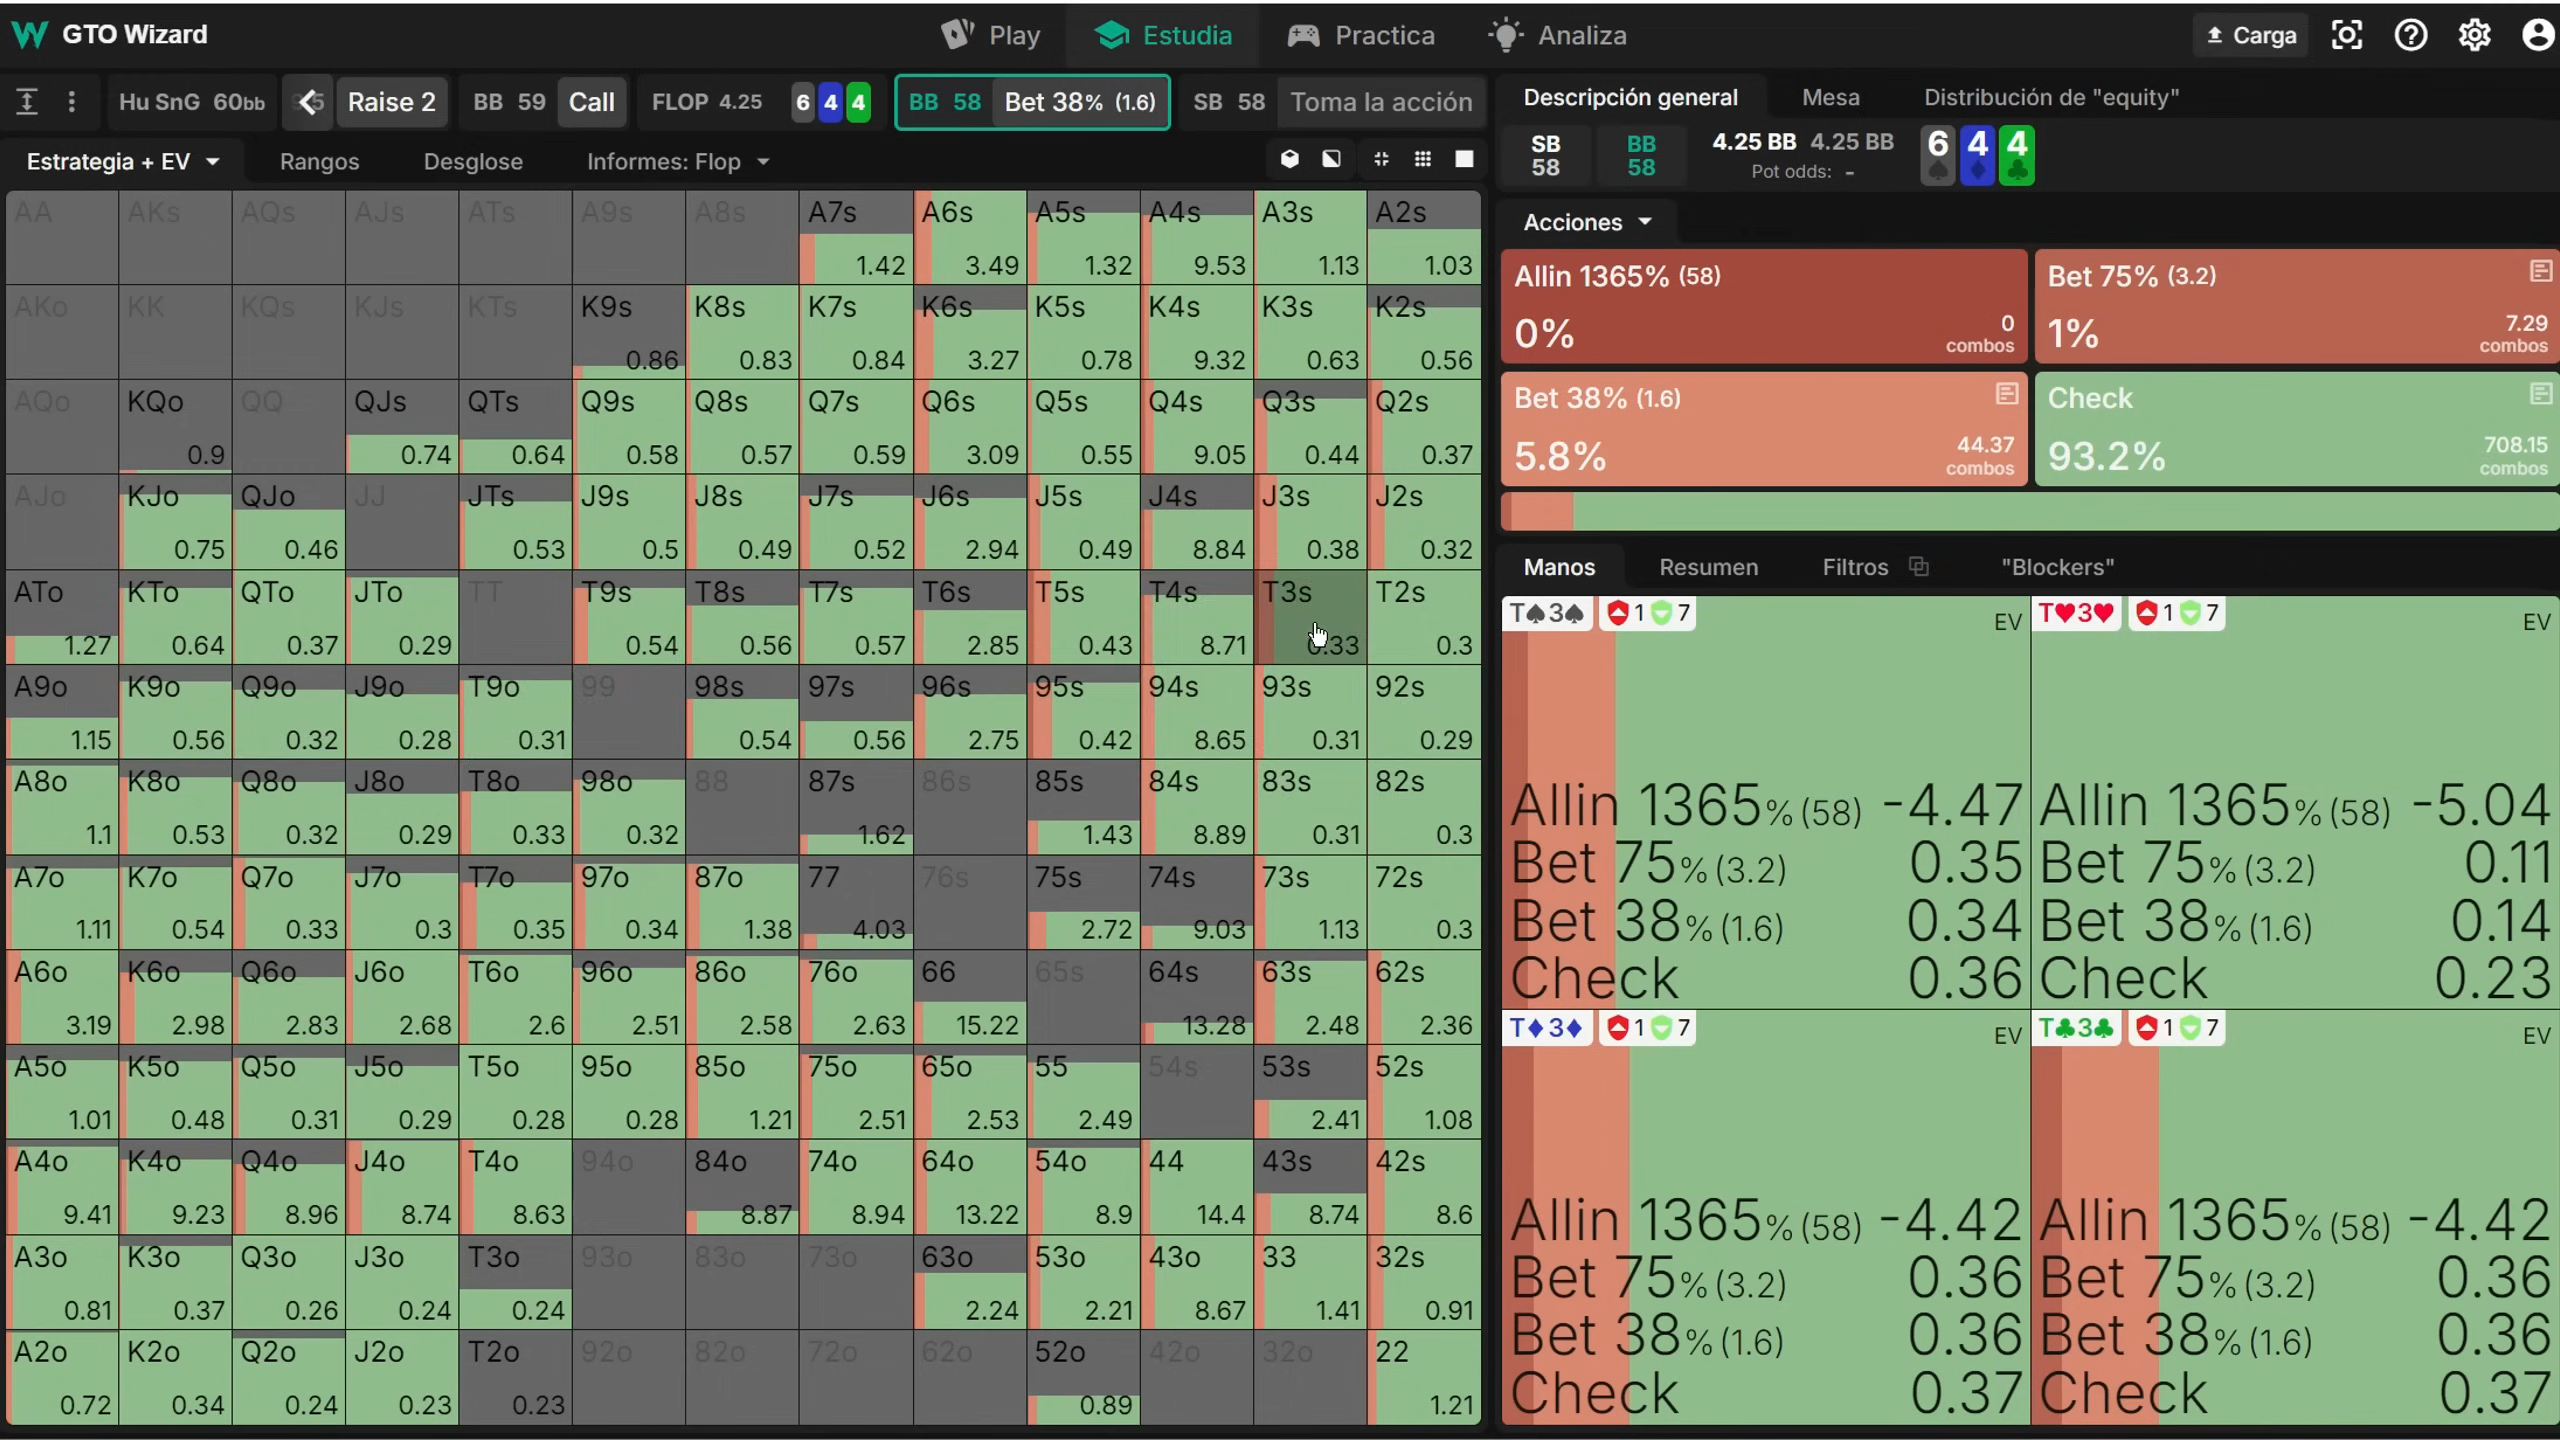 GTO Wizard
Play
Estudia
Practica
Analiza
Carga
Hu SnG 60bb
Raise 2
BB 59 Call
FLOP 4.25 6 4 4
BB 58 Bet 38% (1.6)
SB 58 Toma la acción
Descripción general
Mesa
Distribución de "equity"
SB
58
BB
58
4.25 BB 4.25 BB
Pot odds: -
6 4 4
Estrategia + EV
Rangos
Desglose
Informes: Flop
Acciones
Allin 1365% (58)
0%
0
combos
Bet 75% (3.2)
1%
7.29
combos
Bet 38% (1.6)
5.8%
44.37
combos
Check
93.2%
708.15
combos
AA AKs AQs AJs ATs A9s A8s A7s A6s A5s A4s A3s A2s
1.42 3.49 1.32 9.53 1.13 1.03
AKo KK KQs KJs KTs K9s K8s K7s K6s K5s K4s K3s K2s
0.86 0.83 0.84 3.27 0.78 9.32 0.63 0.56
AQo KQo QQ QJs QTs Q9s Q8s Q7s Q6s Q5s Q4s Q3s Q2s
0.9 0.74 0.64 0.58 0.57 0.59 3.09 0.55 9.05 0.44 0.37
AJo KJo QJo JJ JTs J9s J8s J7s J6s J5s J4s J3s J2s
0.75 0.46 0.53 0.5 0.49 0.52 2.94 0.49 8.84 0.38 0.32
ATo KTo QTo JTo TT T9s T8s T7s T6s T5s T4s T3s T2s
1.27 0.64 0.37 0.29 0.54 0.56 0.57 2.85 0.43 8.71 0.33 0.3
A9o K9o Q9o J9o T9o 99 98s 97s 96s 95s 94s 93s 92s
1.15 0.56 0.32 0.28 0.31 0.54 0.56 2.75 0.42 8.65 0.31 0.29
A8o K8o Q8o J8o T8o 98o 88 87s 86s 85s 84s 83s 82s
1.1 0.53 0.32 0.29 0.33 0.32 1.62 1.43 8.89 0.31 0.3
A7o K7o Q7o J7o T7o 97o 87o 77 76s 75s 74s 73s 72s
1.11 0.54 0.33 0.3 0.35 0.34 1.38 4.03 2.72 9.03 1.13 0.3
A6o K6o Q6o J6o T6o 96o 86o 76o 66 65s 64s 63s 62s
3.19 2.98 2.83 2.68 2.6 2.51 2.58 2.63 15.22 13.28 2.48 2.36
A5o K5o Q5o J5o T5o 95o 85o 75o 65o 55 54s 53s 52s
1.01 0.48 0.31 0.29 0.28 0.28 1.21 2.51 2.53 2.49 2.41 1.08
A4o K4o Q4o J4o T4o 94o 84o 74o 64o 54o 44 43s 42s
9.41 9.23 8.96 8.74 8.63 8.87 8.94 13.22 8.9 14.4 8.74 8.6
A3o K3o Q3o J3o T3o 93o 83o 73o 63o 53o 43o 33 32s
0.81 0.37 0.26 0.24 0.24 2.24 2.21 8.67 1.41 0.91
A2o K2o Q2o J2o T2o 92o 82o 72o 62o 52o 42o 32o 22
0.72 0.34 0.24 0.23 0.23 0.89 1.21
Manos
Resumen
Filtros
"Blockers"
T♠3♠ 1 7 EV
Allin 1365% (58) -4.47
Bet 75% (3.2) 0.35
Bet 38% (1.6) 0.34
Check 0.36
T♥3♥ 1 7 EV
Allin 1365% (58) -5.04
Bet 75% (3.2) 0.11
Bet 38% (1.6) 0.14
Check 0.23
T♦3♦ 1 7 EV
Allin 1365% (58) -4.42
Bet 75% (3.2) 0.36
Bet 38% (1.6) 0.36
Check 0.37
T♣3♣ 1 7 EV
Allin 1365% (58) -4.42
Bet 75% (3.2) 0.36
Bet 38% (1.6) 0.36
Check 0.37